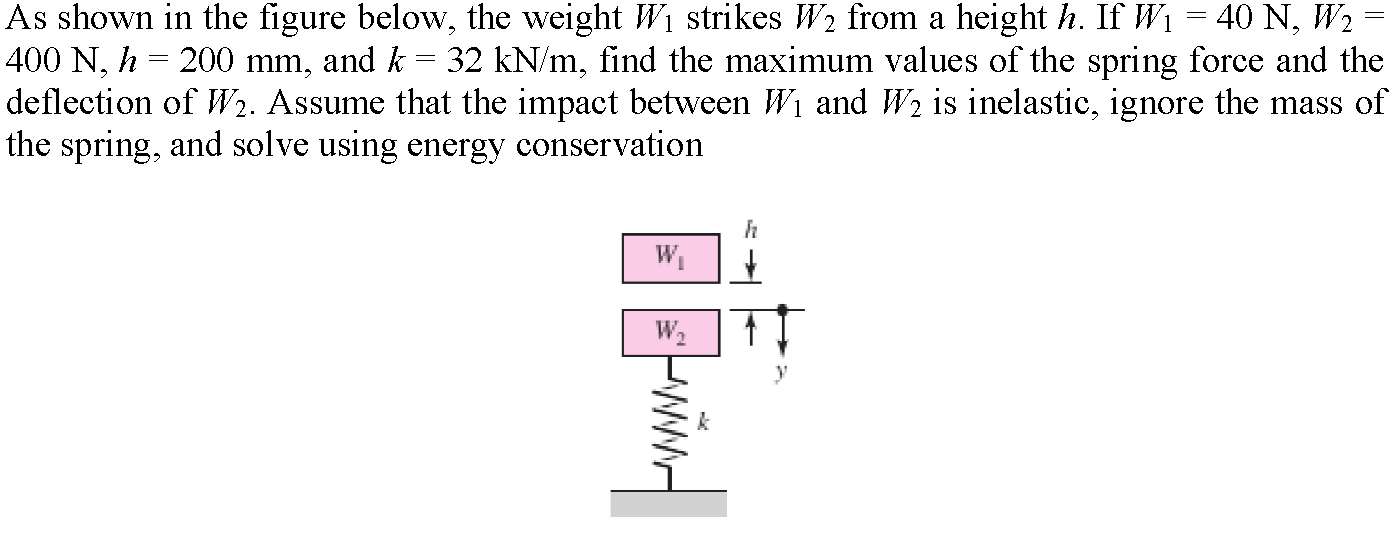 As shown in the figure below, the weight W₁ strikes W₂ from a height h. If W₁ = 40 N, W₂ =
400 N, h = 200 mm, and k = 32 kN/m, find the maximum values of the spring force and the
deflection of W₂. Assume that the impact between W₁ and W₂ is inelastic, ignore the mass of
the spring, and solve using energy conservation
h
W₁
W₂
y
k